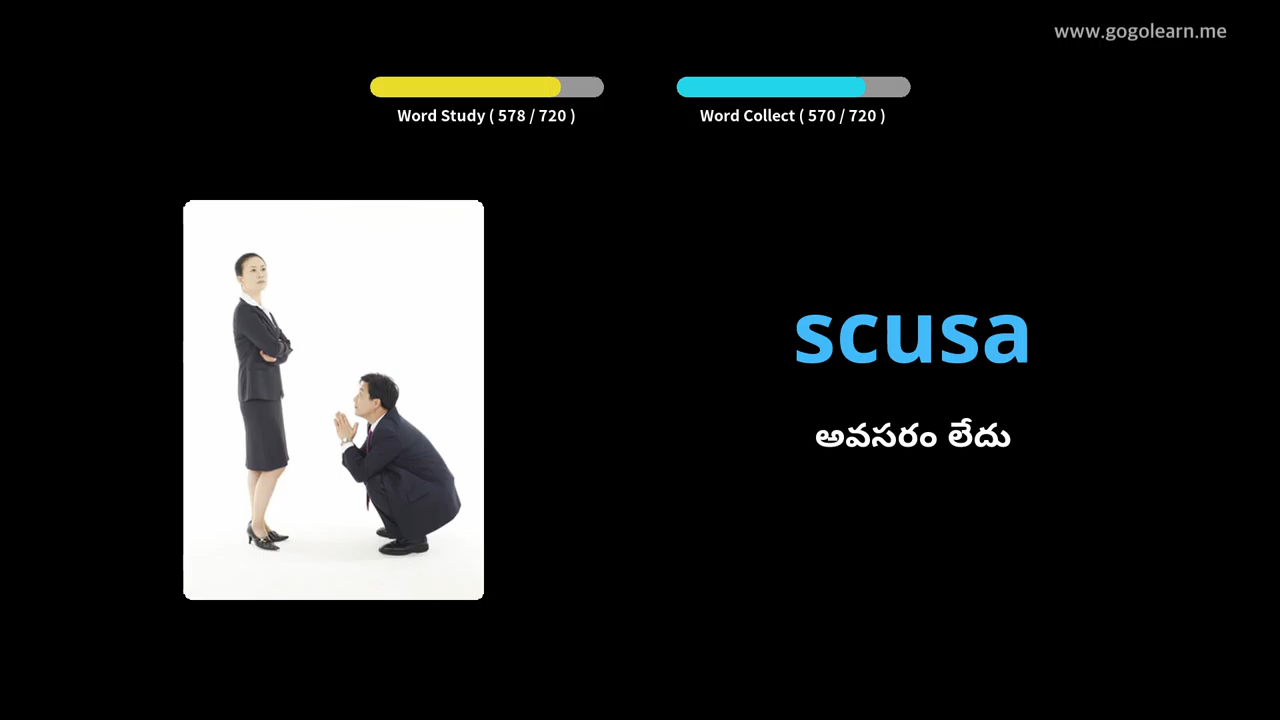 www.gogolearn.me
Word Study ( 578 / 720 )
Word Collect ( 570 / 720 )
scusa
అవసరం లేదు